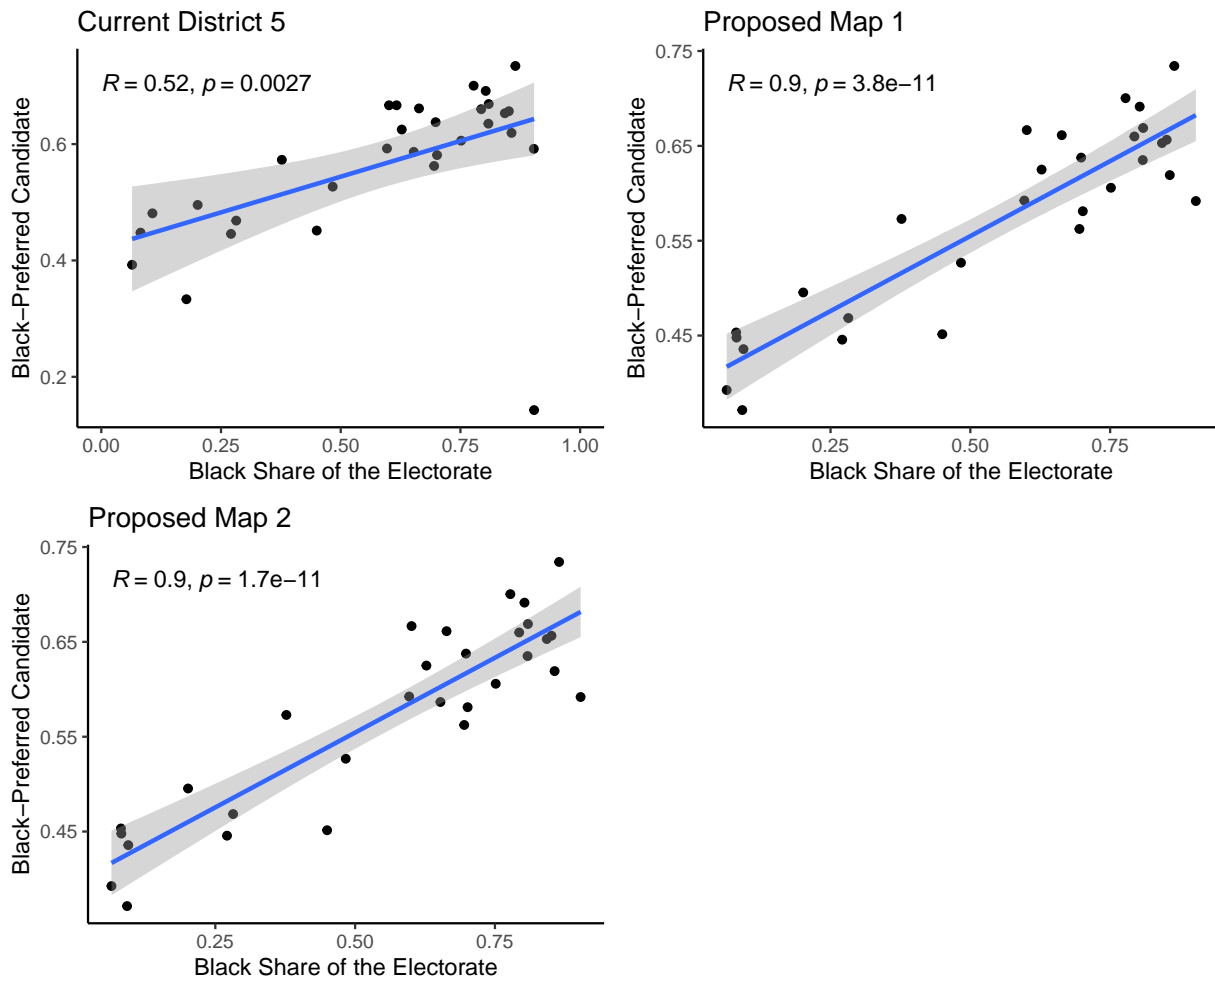 Current District 5
R = 0.52, p = 0.0027
Black−Preferred Candidate
0.6
0.4
0.2
0.00 0.25 0.50 0.75 1.00
Black Share of the Electorate
Proposed Map 1
R = 0.9, p = 3.8e−11
Black−Preferred Candidate
0.75
0.65
0.55
0.45
0.25 0.50 0.75
Black Share of the Electorate
Proposed Map 2
R = 0.9, p = 1.7e−11
Black−Preferred Candidate
0.75
0.65
0.55
0.45
0.25 0.50 0.75
Black Share of the Electorate